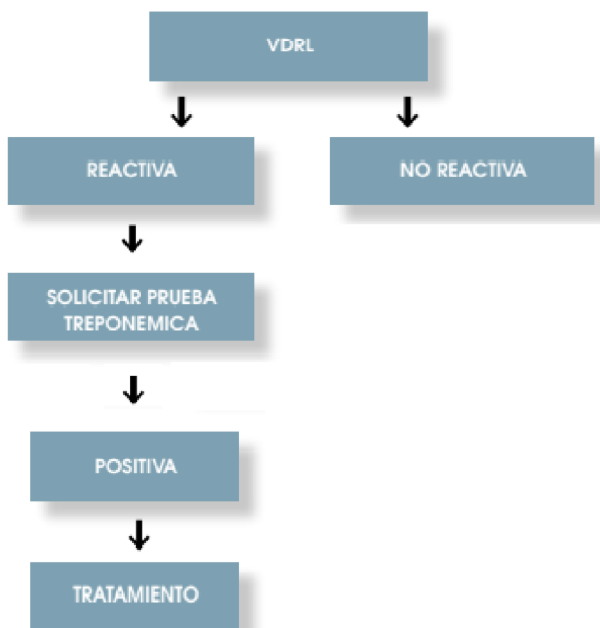 VDRL
REACTIVA
NO REACTIVA
SOLICITAR PRUEBA
TREPONEMICA
POSITIVA
TRATAMIENTO